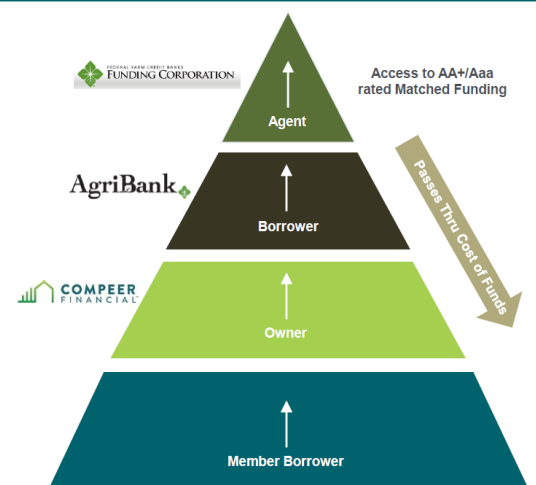 FEDERAL FARM CREDIT BANKS
FUNDING CORPORATION
Access to AA+/Aaa
rated Matched Funding
Agent
AgriBank
Passes Thru Cost of Funds
Borrower
COMPEER
FINANCIAL
Owner
Member Borrower